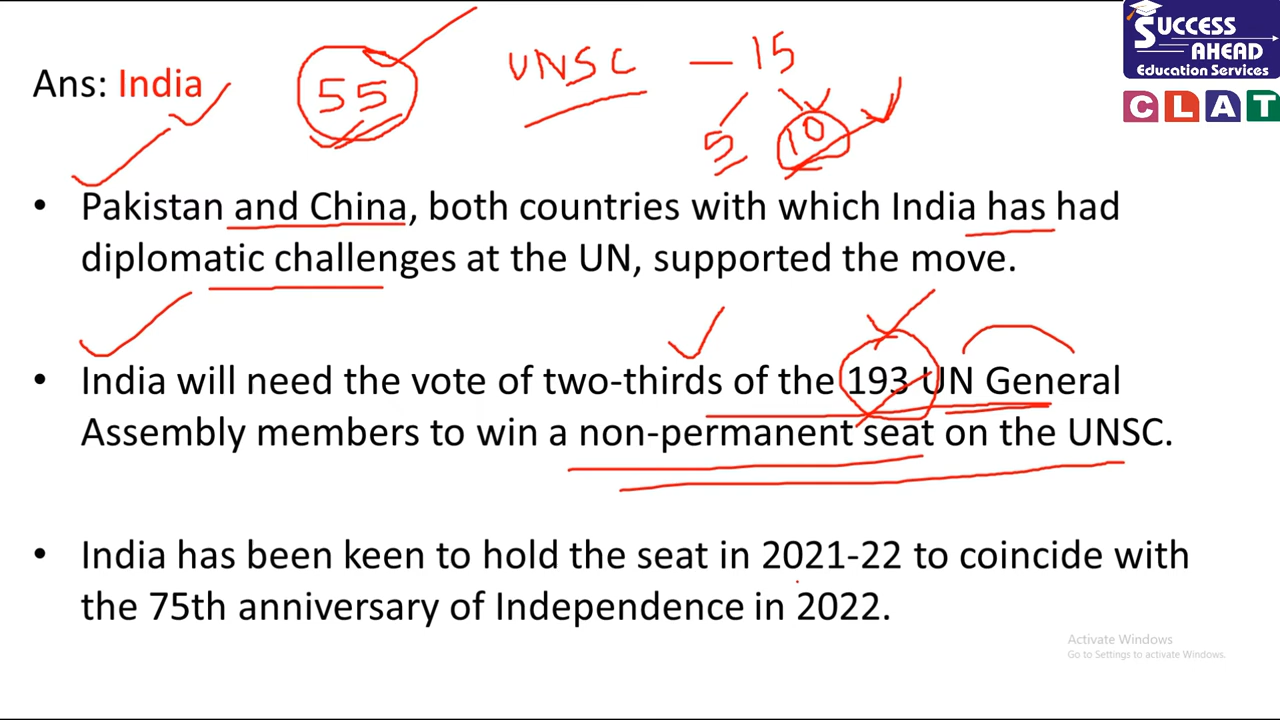 SUCCESS
AHEAD
Education Services
CLAT
Ans: India
55
UNSC — 15
5 10
• Pakistan and China, both countries with which India has had
diplomatic challenges at the UN, supported the move.
• India will need the vote of two-thirds of the 193 UN General
Assembly members to win a non-permanent seat on the UNSC.
• India has been keen to hold the seat in 2021-22 to coincide with
the 75th anniversary of Independence in 2022.
Activate Windows
Go to Settings to activate Windows.